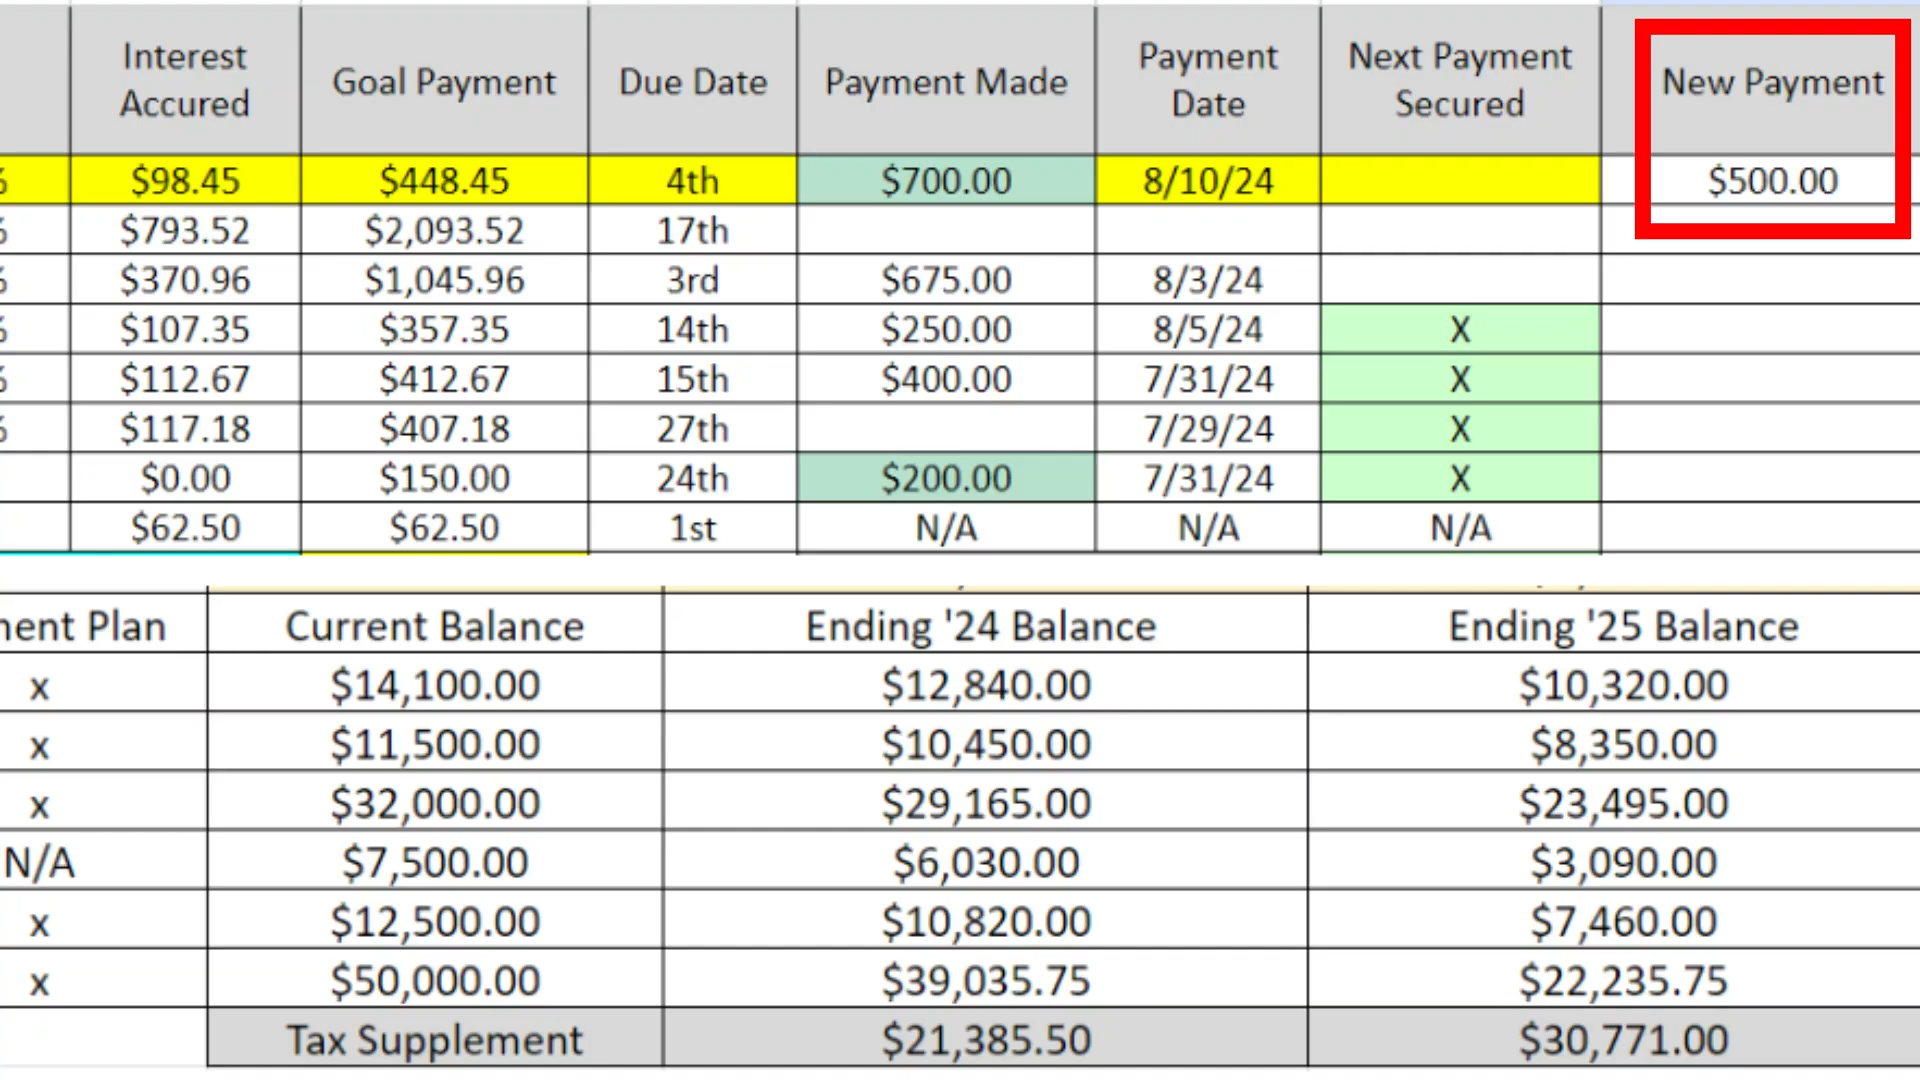 Interest Accured Goal Payment Due Date Payment Made Payment Date Next Payment Secured New Payment
$98.45 $448.45 4th $700.00 8/10/24 $500.00
$793.52 $2,093.52 17th
$370.96 $1,045.96 3rd $675.00 8/3/24
$107.35 $357.35 14th $250.00 8/5/24 X
$112.67 $412.67 15th $400.00 7/31/24 X
$117.18 $407.18 27th 7/29/24 X
$0.00 $150.00 24th $200.00 7/31/24 X
$62.50 $62.50 1st N/A N/A N/A
Plan Current Balance Ending '24 Balance Ending '25 Balance
x $14,100.00 $12,840.00 $10,320.00
x $11,500.00 $10,450.00 $8,350.00
x $32,000.00 $29,165.00 $23,495.00
N/A $7,500.00 $6,030.00 $3,090.00
x $12,500.00 $10,820.00 $7,460.00
x $50,000.00 $39,035.75 $22,235.75
Tax Supplement $21,385.50 $30,771.00